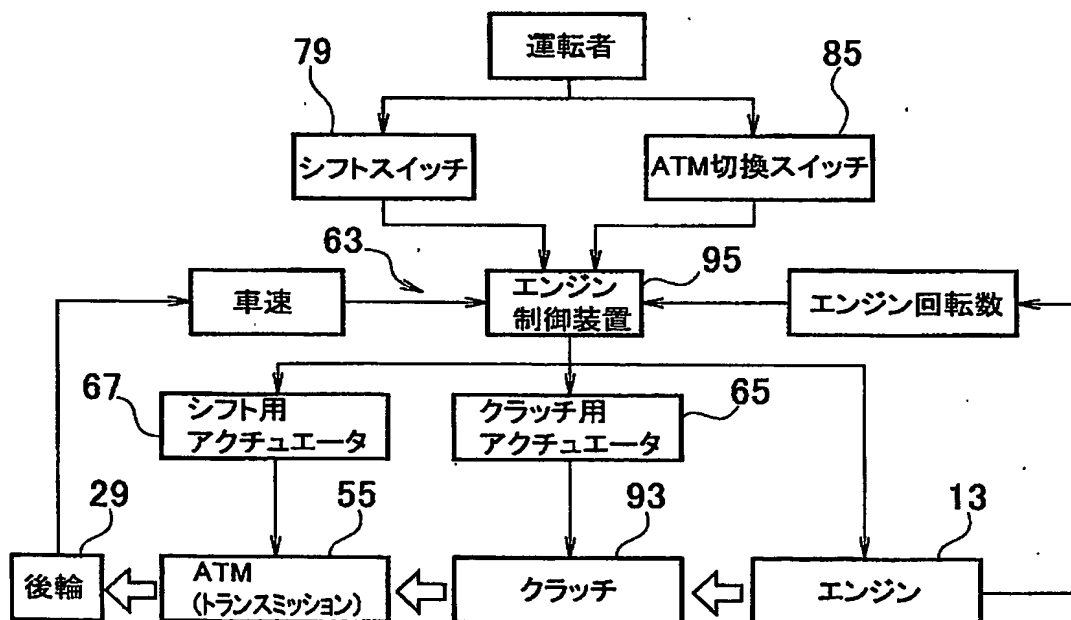 運転者
79
85
シフトスイッチ
ATM切換スイッチ
63
95
車速
エンジン
制御装置
エンジン回転数
67
シフト用
アクチュエータ
クラッチ用
アクチュエータ
65
29
55
93
13
後輪
ATM
(トランスミッション)
クラッチ
エンジン